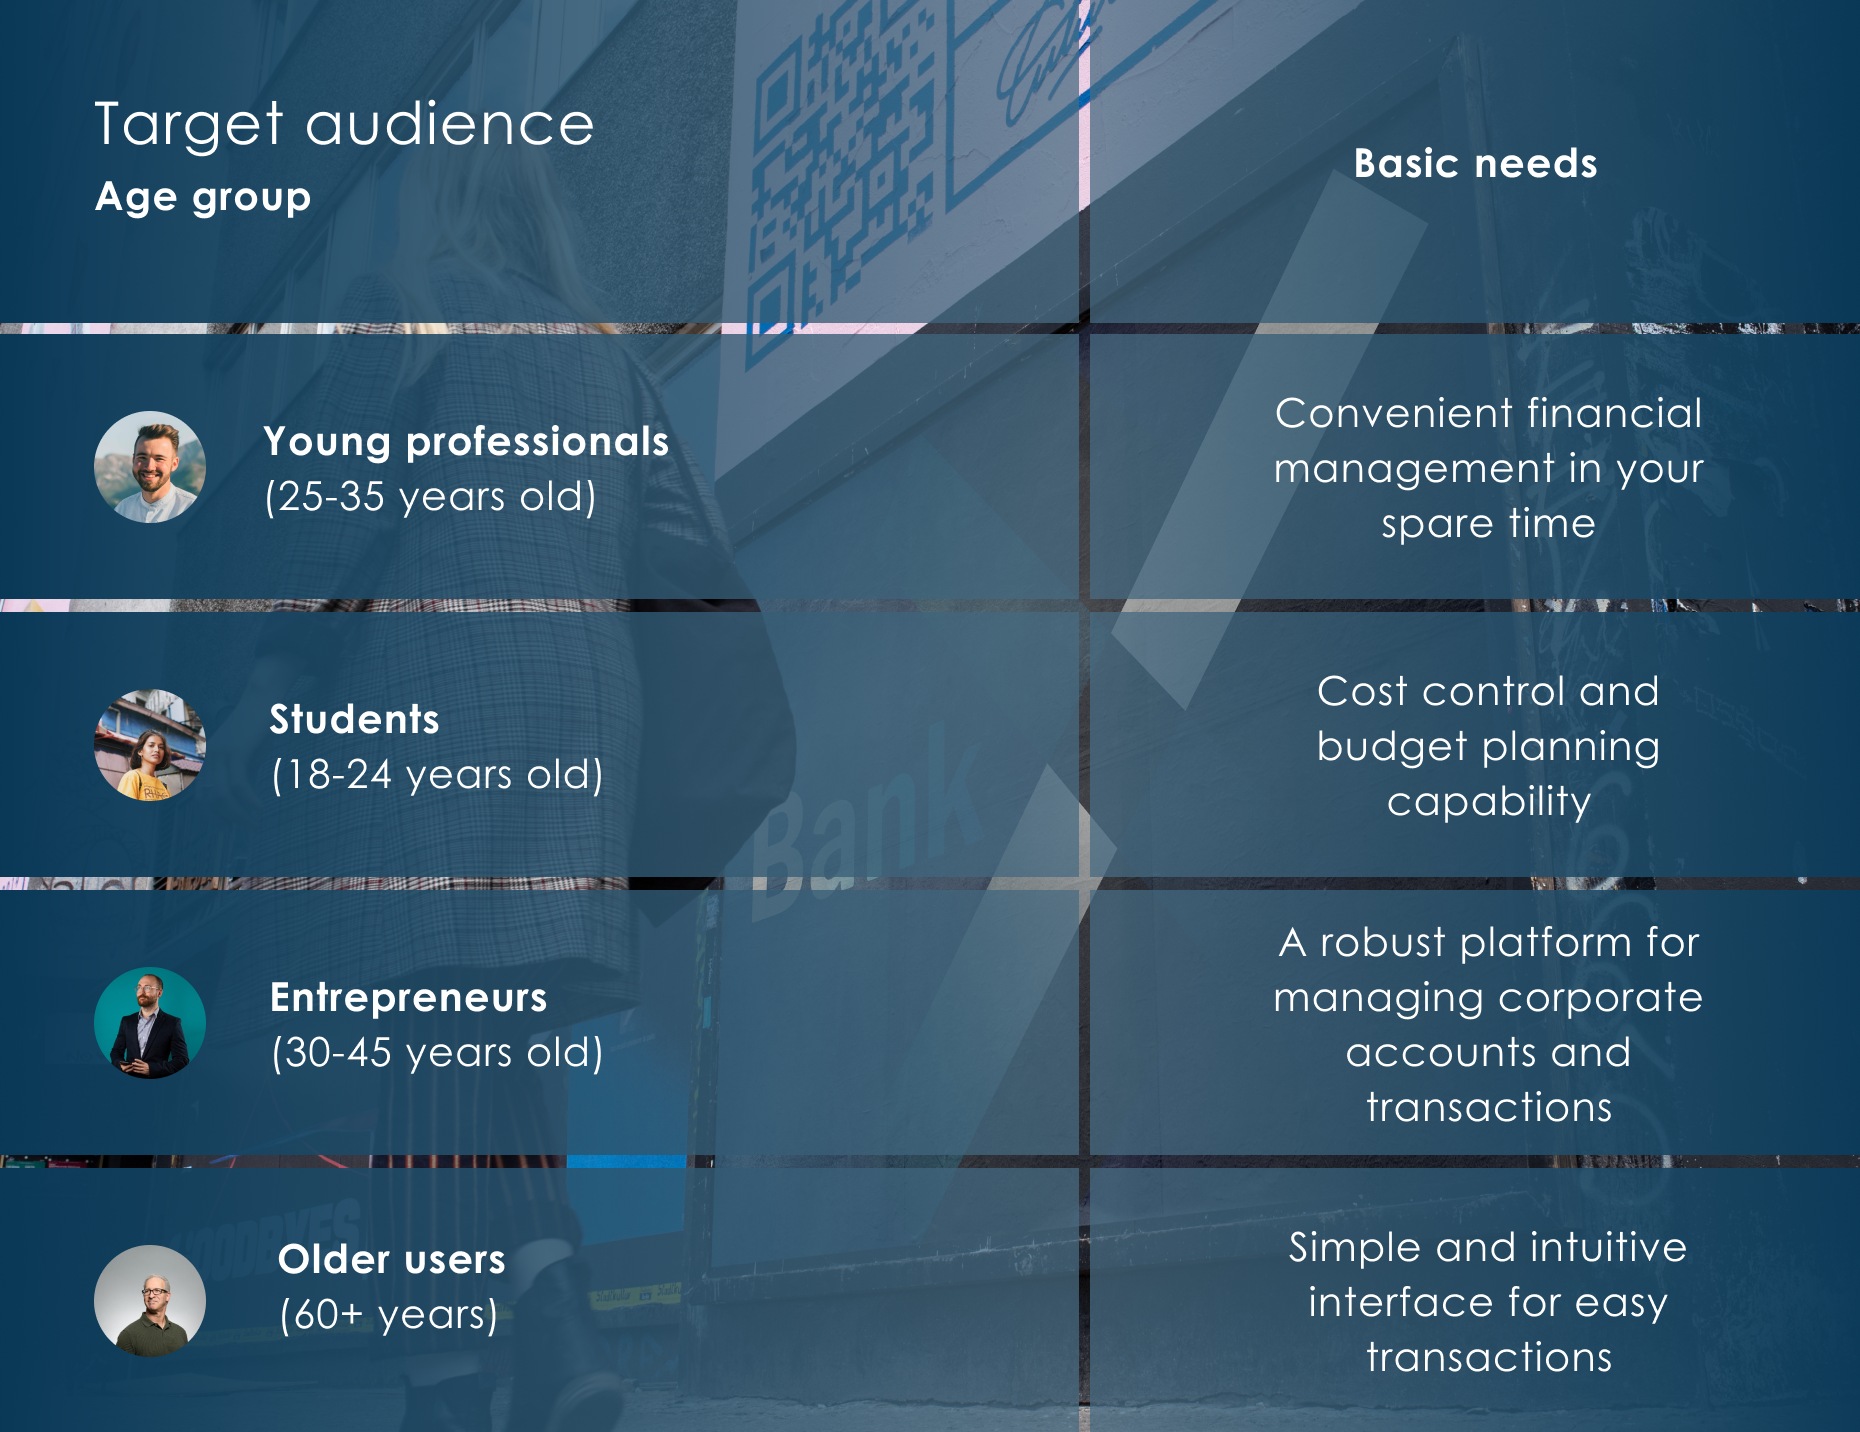 Target audience
Age group
Basic needs
Young professionals
(25-35 years old)
Convenient financial
management in your
spare time
Students
(18-24 years old)
Cost control and
budget planning
capability
Bank
Entrepreneurs
(30-45 years old)
A robust platform for
managing corporate
accounts and
transactions
Older users
(60+ years)
Simple and intuitive
interface for easy
transactions